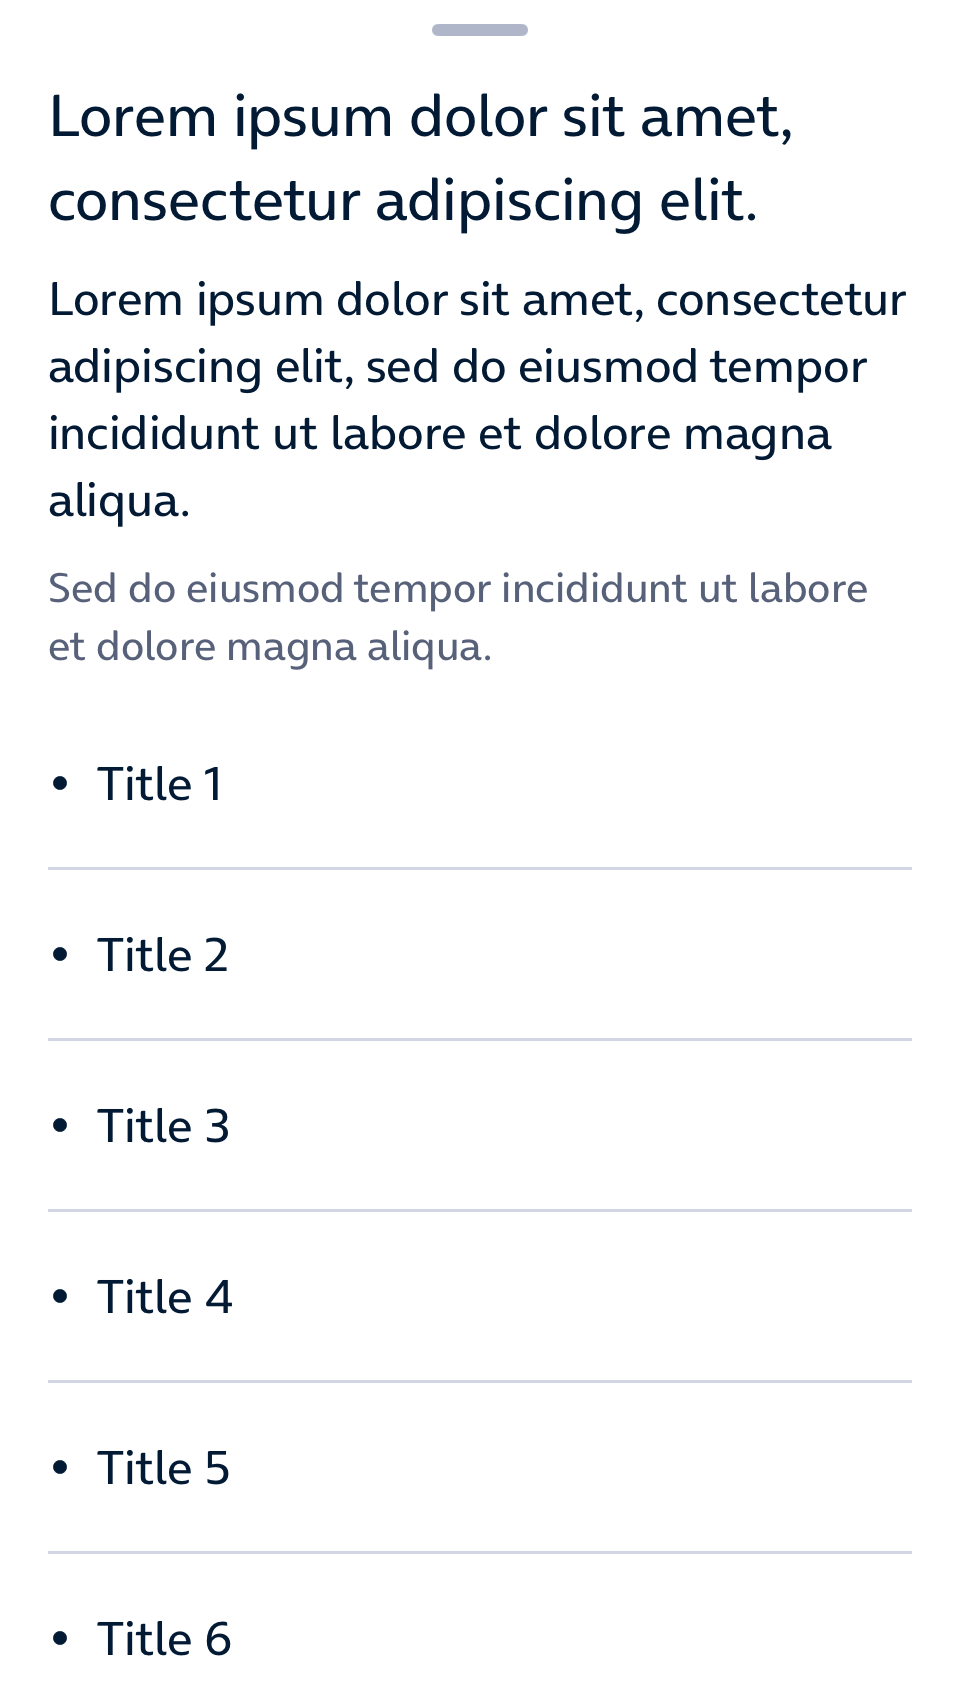 Lorem ipsum dolor sit amet,
consectetur adipiscing elit.
Lorem ipsum dolor sit amet, consectetur
adipiscing elit, sed do eiusmod tempor
incididunt ut labore et dolore magna
aliqua.
Sed do eiusmod tempor incididunt ut labore
et dolore magna aliqua.
• Title 1
• Title 2
• Title 3
• Title 4
• Title 5
• Title 6